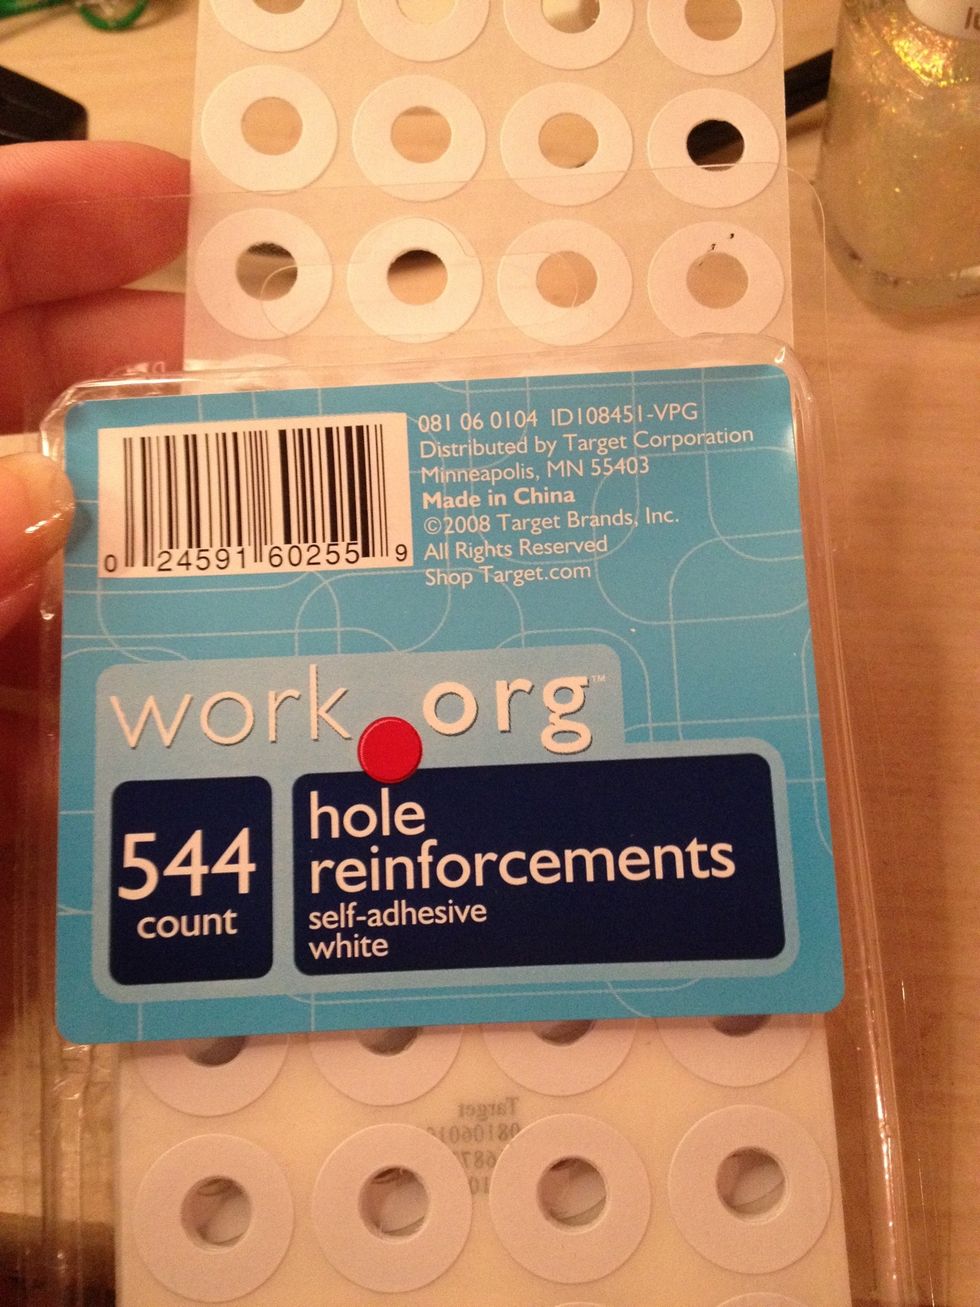 081 06 0104 ID108451-VPG
Distributed by Target Corporation
Minneapolis, MN 55403
Made in China
©2008 Target Brands, Inc.
All Rights Reserved
Shop Target.com
0 24591 60255 9
work.org™
544
count
hole
reinforcements
self-adhesive
white
Target